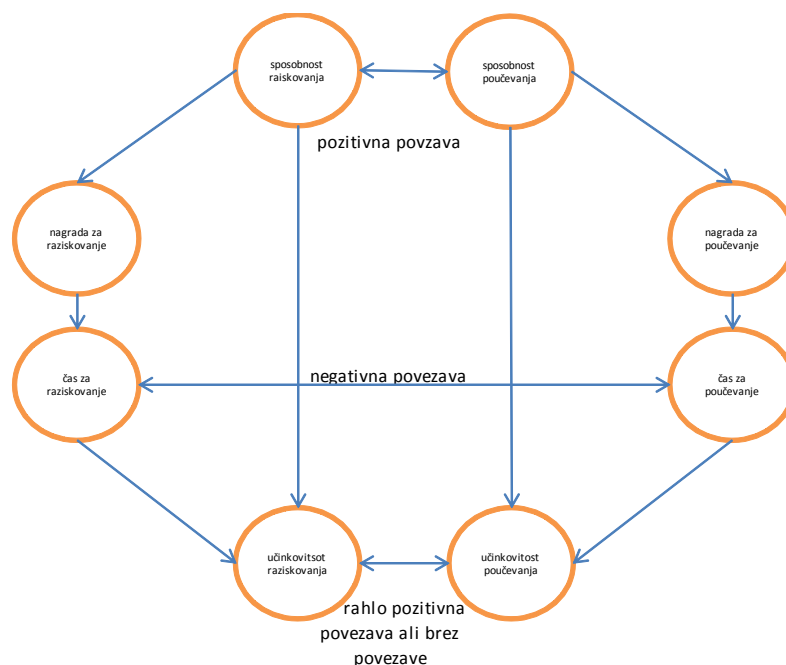 sposobnost
raiskovanja
sposobnost
poučevanja
pozitivna povzava
nagrada za
raziskovanje
nagrada za
poučevanje
čas za
raziskovanje
negativna povezava
čas za
poučevanje
učinkovitsot
raziskovanja
učinkovitost
poučevanja
rahlo pozitivna
povezava ali brez
povezave